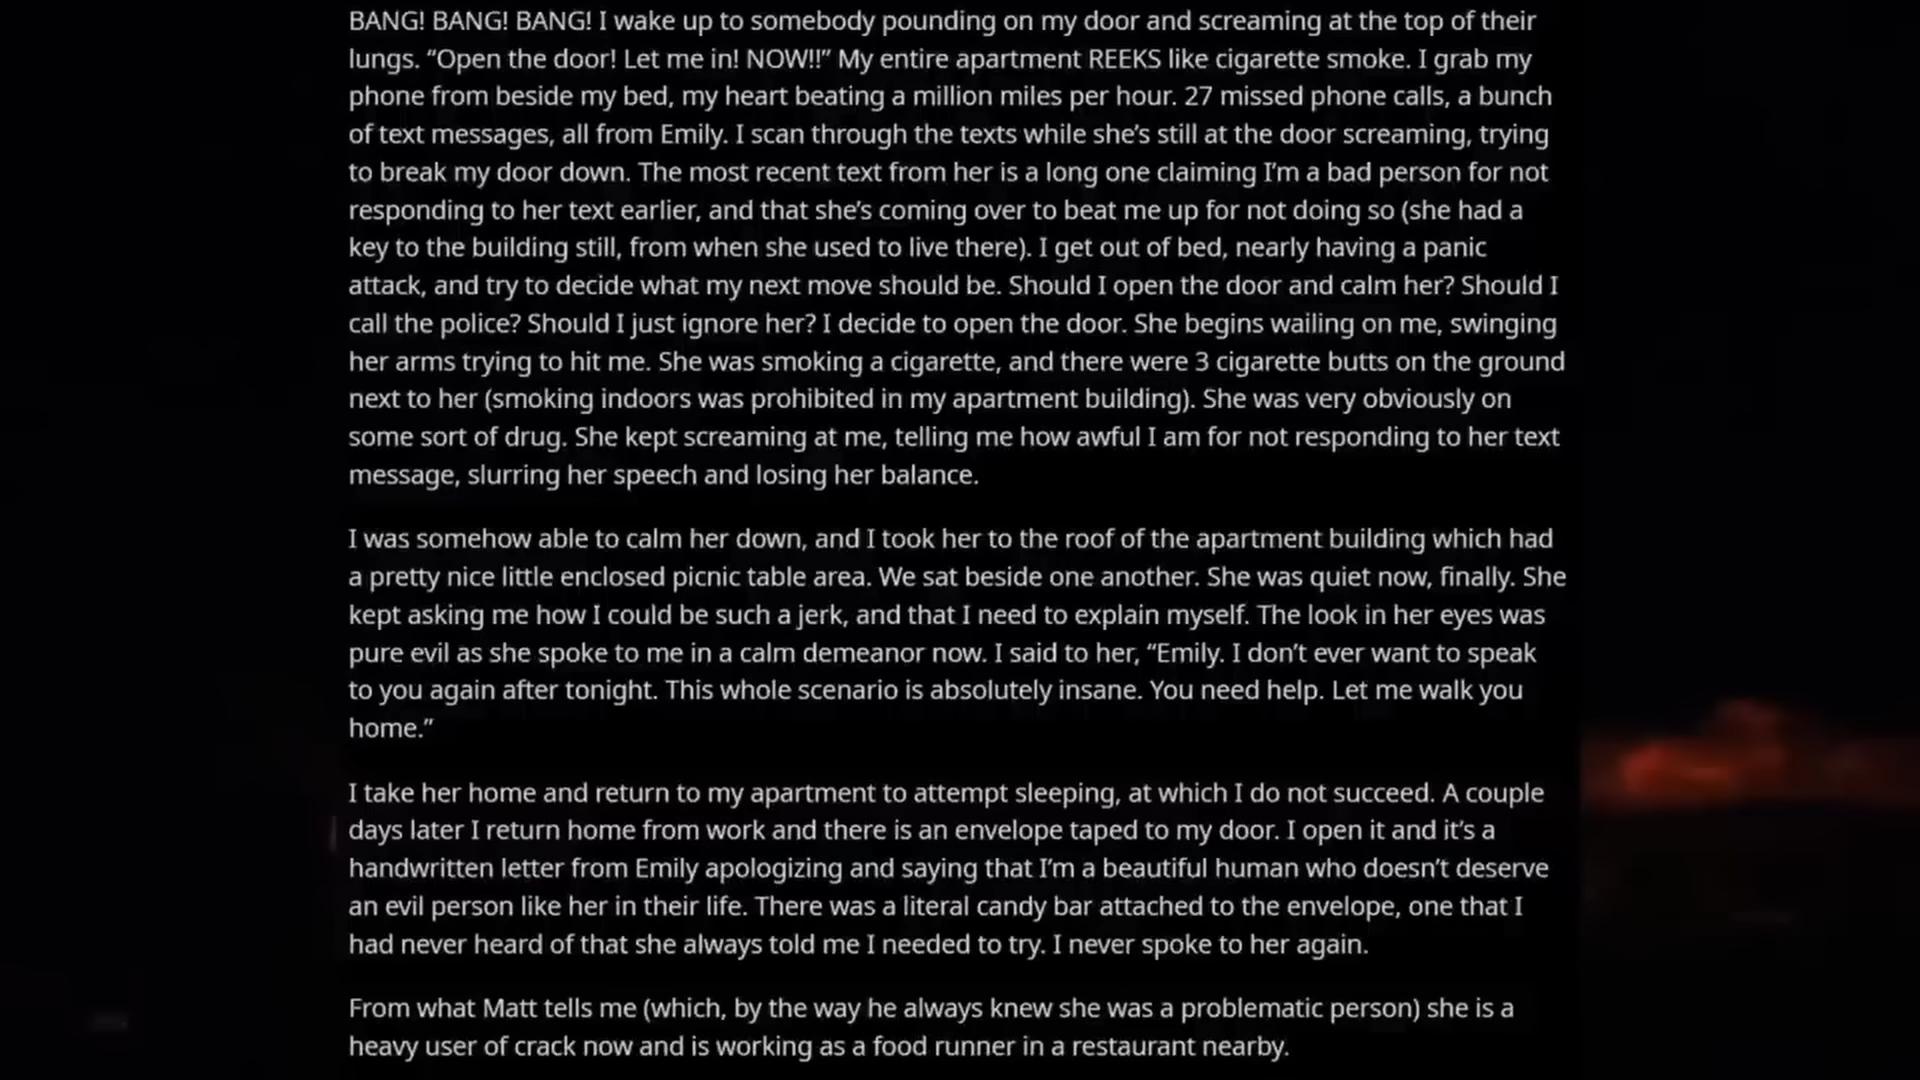 BANG! BANG! BANG! I wake up to somebody pounding on my door and screaming at the top of their
lungs. “Open the door! Let me in! NOW!!” My entire apartment REEKS like cigarette smoke. I grab my
phone from beside my bed, my heart beating a million miles per hour. 27 missed phone calls, a bunch
of text messages, all from Emily. I scan through the texts while she’s still at the door screaming, trying
to break my door down. The most recent text from her is a long one claiming I’m a bad person for not
responding to her text earlier, and that she’s coming over to beat me up for not doing so (she had a
key to the building still, from when she used to live there). I get out of bed, nearly having a panic
attack, and try to decide what my next move should be. Should I open the door and calm her? Should I
call the police? Should I just ignore her? I decide to open the door. She begins wailing on me, swinging
her arms trying to hit me. She was smoking a cigarette, and there were 3 cigarette butts on the ground
next to her (smoking indoors was prohibited in my apartment building). She was very obviously on
some sort of drug. She kept screaming at me, telling me how awful I am for not responding to her text
message, slurring her speech and losing her balance.
I was somehow able to calm her down, and I took her to the roof of the apartment building which had
a pretty nice little enclosed picnic table area. We sat beside one another. She was quiet now, finally. She
kept asking me how I could be such a jerk, and that I need to explain myself. The look in her eyes was
pure evil as she spoke to me in a calm demeanor now. I said to her, “Emily. I don’t ever want to speak
to you again after tonight. This whole scenario is absolutely insane. You need help. Let me walk you
home.”
I take her home and return to my apartment to attempt sleeping, at which I do not succeed. A couple
days later I return home from work and there is an envelope taped to my door. I open it and it’s a
handwritten letter from Emily apologizing and saying that I’m a beautiful human who doesn’t deserve
an evil person like her in their life. There was a literal candy bar attached to the envelope, one that I
had never heard of that she always told me I needed to try. I never spoke to her again.
From what Matt tells me (which, by the way he always knew she was a problematic person) she is a
heavy user of crack now and is working as a food runner in a restaurant nearby.